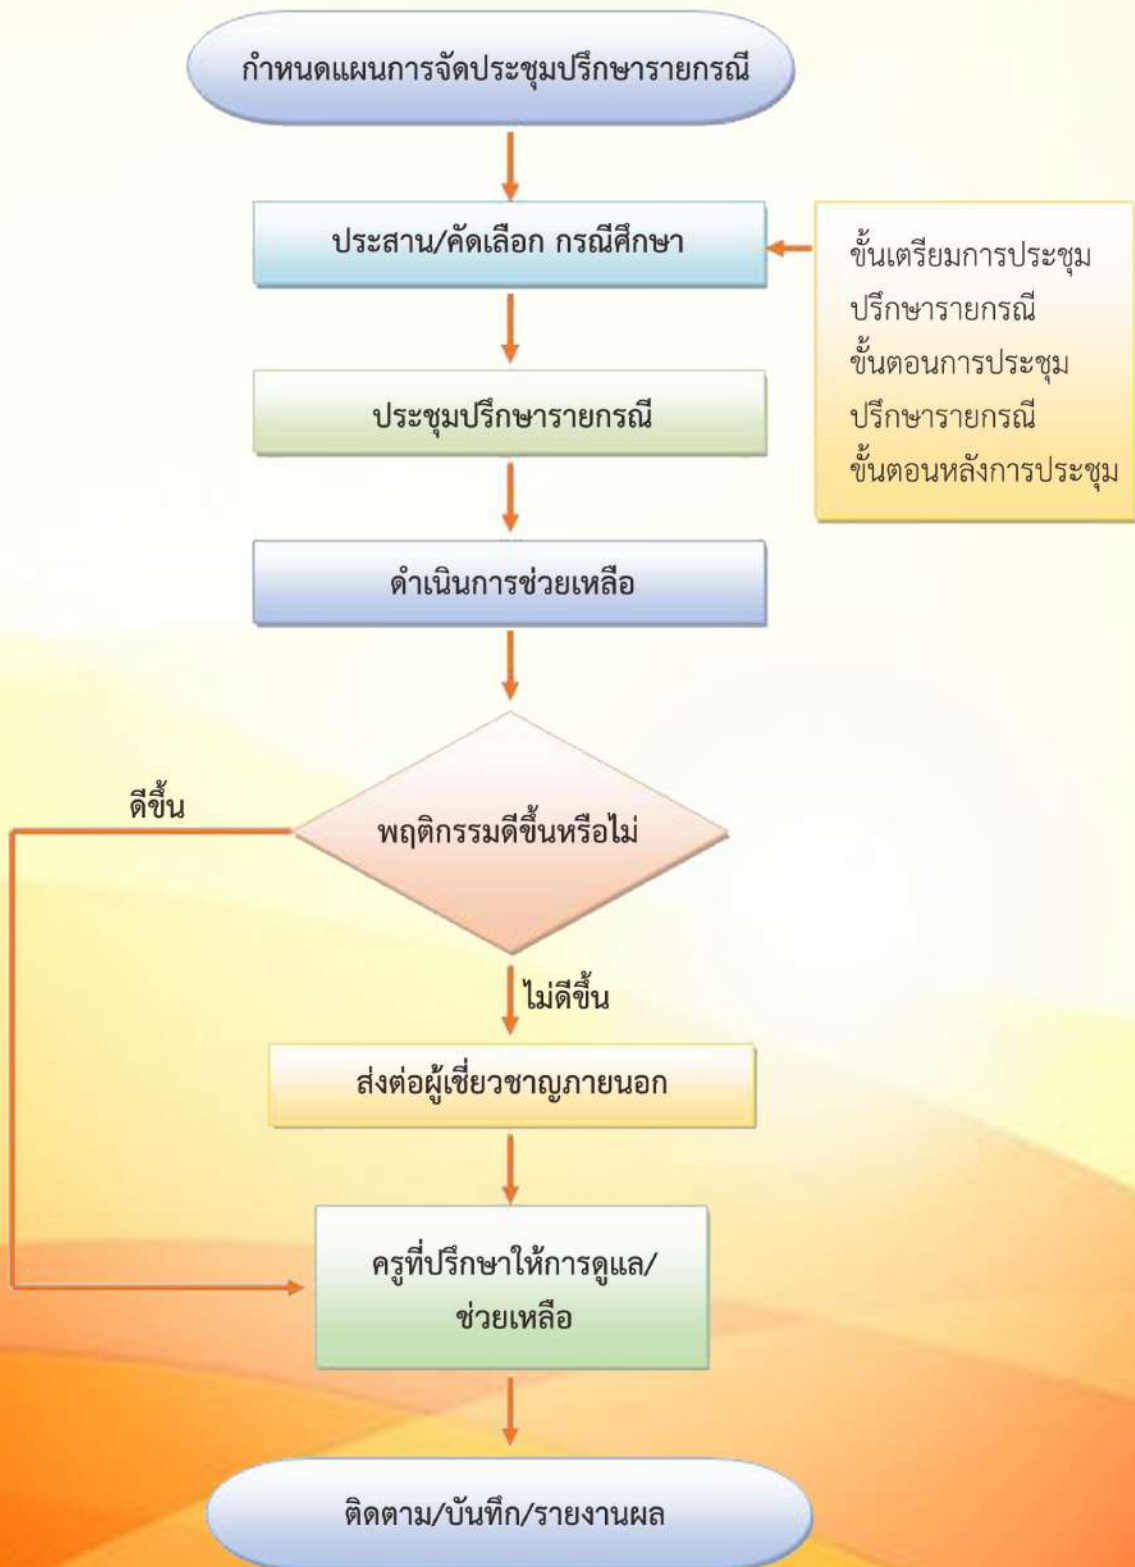 กำหนดแผนการจัดประชุมปรึกษารายกรณี
ประสาน/คัดเลือก กรณีศึกษา
ขั้นเตรียมการประชุม
ปรึกษารายกรณี
ขั้นตอนการประชุม
ปรึกษารายกรณี
ขั้นตอนหลังการประชุม
ประชุมปรึกษารายกรณี
ดำเนินการช่วยเหลือ
พฤติกรรมดีขึ้นหรือไม่
ดีขึ้น
ไม่ดีขึ้น
ส่งต่อผู้เชี่ยวชาญภายนอก
ครูที่ปรึกษาให้การดูแล/
ช่วยเหลือ
ติดตาม/บันทึก/รายงานผล